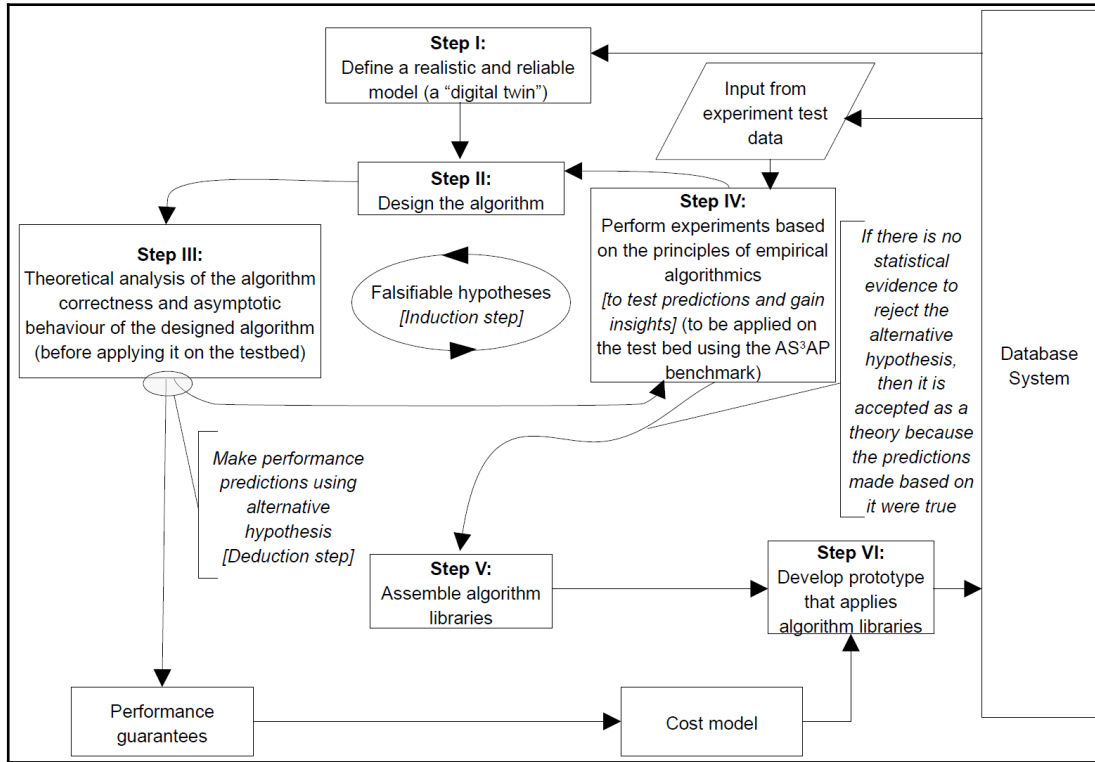 Step I:
Define a realistic and reliable
model (a “digital twin”)
Input from
experiment test
data
Step II:
Design the algorithm
Step III:
Theoretical analysis of the algorithm
correctness and asymptotic
behaviour of the designed algorithm
(before applying it on the testbed)
Falsifiable hypotheses
[Induction step]
Step IV:
Perform experiments based
on the principles of empirical
algorithmics
[to test predictions and gain
insights] (to be applied on
the test bed using the AS³AP
benchmark)
If there is no
statistical
evidence to
reject the
alternative
hypothesis,
then it is
accepted as a
theory because
the predictions
made based on
it were true
Database
System
Make performance
predictions using
alternative
hypothesis
[Deduction step]
Step V:
Assemble algorithm
libraries
Step VI:
Develop prototype
that applies
algorithm libraries
Performance
guarantees
Cost model